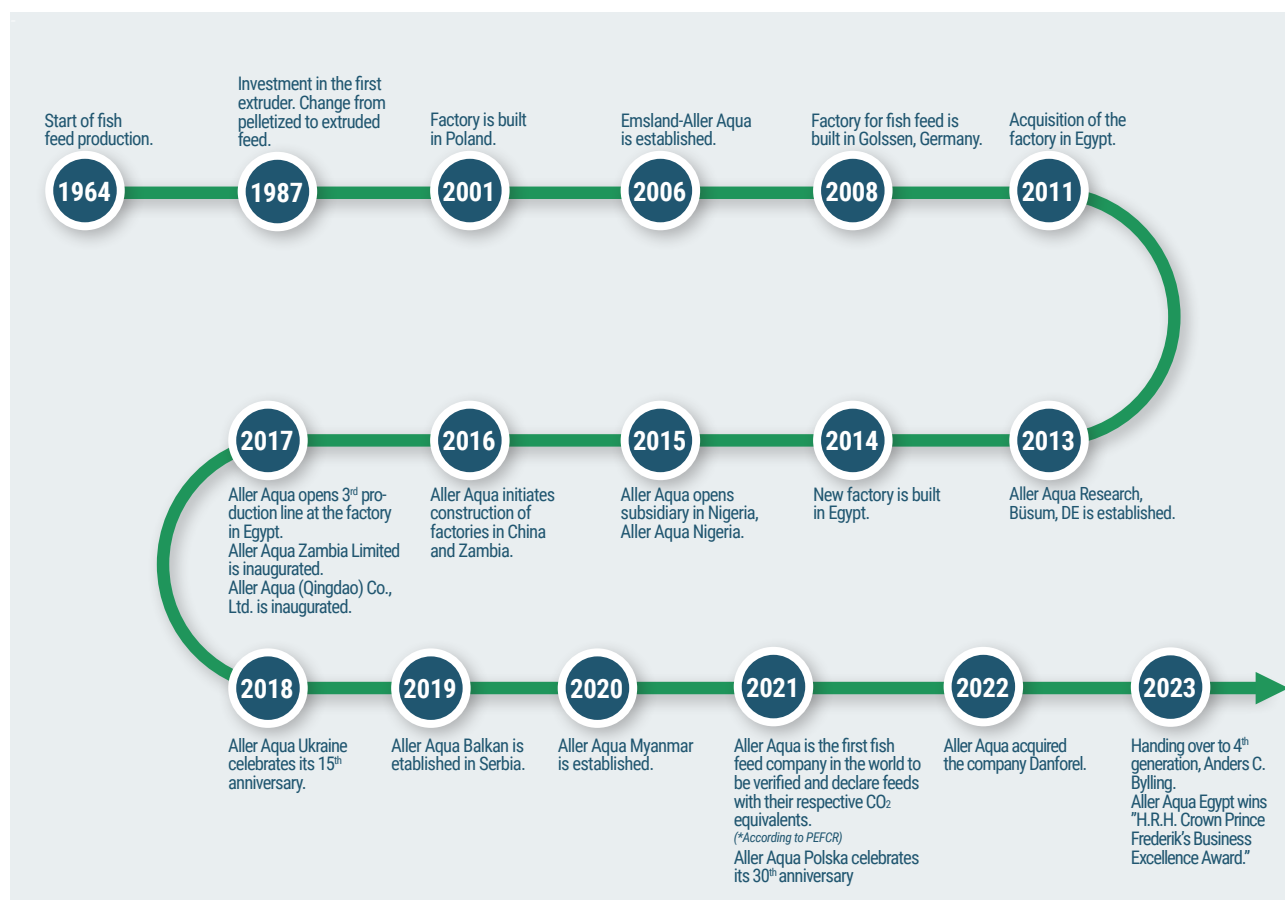 Start of fish
feed production.
1964
Investment in the first
extruder. Change from
pelletized to extruded
feed.
1987
Factory is built
in Poland.
2001
Emsland-Aller Aqua
is established.
2006
Factory for fish feed is
built in Golssen, Germany.
2008
Acquisition of the
factory in Egypt.
2011
2013
Aller Aqua Research,
Büsum, DE is established.
2014
New factory is built
in Egypt.
2015
Aller Aqua opens
subsidiary in Nigeria,
Aller Aqua Nigeria.
2016
Aller Aqua initiates
construction of
factories in China
and Zambia.
2017
Aller Aqua opens 3rd pro-
duction line at the factory
in Egypt.
Aller Aqua Zambia Limited
is inaugurated.
Aller Aqua (Qingdao) Co.,
Ltd. is inaugurated.
2018
Aller Aqua Ukraine
celebrates its 15th
anniversary.
2019
Aller Aqua Balkan is
etablished in Serbia.
2020
Aller Aqua Myanmar
is established.
2021
Aller Aqua is the first fish
feed company in the world to
be verified and declare feeds
with their respective CO2
equivalents.
(*According to PEFCR)
Aller Aqua Polska celebrates
its 30th anniversary
2022
Aller Aqua acquired
the company Danforel.
2023
Handing over to 4th
generation, Anders C.
Bylling.
Aller Aqua Egypt wins
”H.R.H. Crown Prince
Frederik’s Business
Excellence Award.”